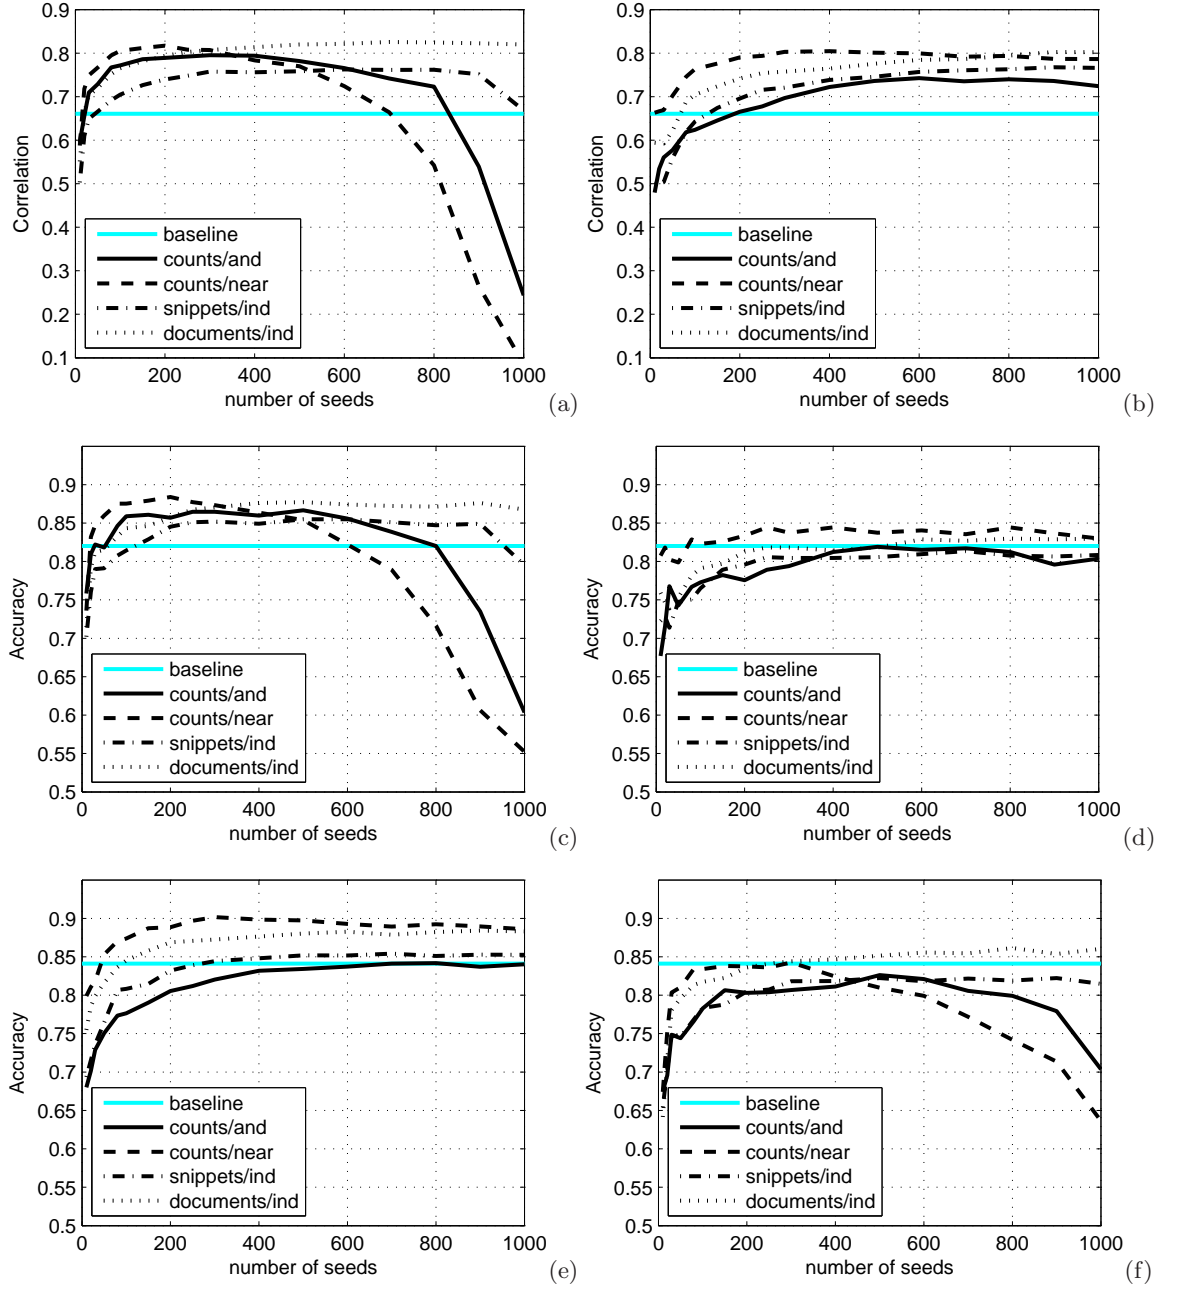 0.9
0.8
0.7
0.6
0.5
0.4
0.3
0.2
0.1
Correlation
baseline
counts/and
counts/near
snippets/ind
documents/ind
0 200 400 600 800 1000
number of seeds
(a)
0.9
0.8
0.7
0.6
0.5
0.4
0.3
0.2
0.1
Correlation
baseline
counts/and
counts/near
snippets/ind
documents/ind
0 200 400 600 800 1000
number of seeds
(b)
0.9
0.85
0.8
0.75
0.7
0.65
0.6
0.55
0.5
Accuracy
baseline
counts/and
counts/near
snippets/ind
documents/ind
0 200 400 600 800 1000
number of seeds
(c)
0.9
0.85
0.8
0.75
0.7
0.65
0.6
0.55
0.5
Accuracy
baseline
counts/and
counts/near
snippets/ind
documents/ind
0 200 400 600 800 1000
number of seeds
(d)
0.9
0.85
0.8
0.75
0.7
0.65
0.6
0.55
0.5
Accuracy
baseline
counts/and
counts/near
snippets/ind
documents/ind
0 200 400 600 800 1000
number of seeds
(e)
0.9
0.85
0.8
0.75
0.7
0.65
0.6
0.55
0.5
Accuracy
baseline
counts/and
counts/near
snippets/ind
documents/ind
0 200 400 600 800 1000
number of seeds
(f)